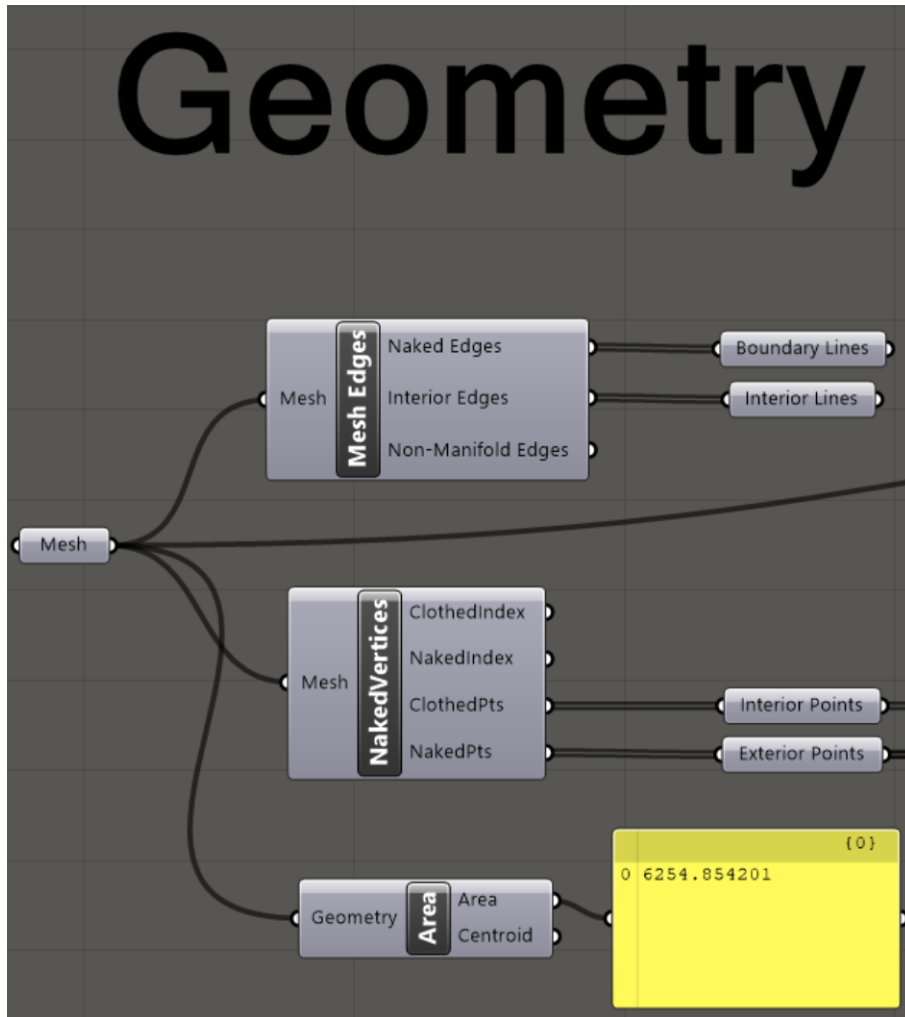 Geometry
Mesh
Mesh
Mesh Edges
Naked Edges
Interior Edges
Non-Manifold Edges
Boundary Lines
Interior Lines
Mesh
NakedVertices
ClothedIndex
NakedIndex
ClothedPts
NakedPts
Interior Points
Exterior Points
Geometry
Area
Area
Centroid
{0}
0 6254.854201